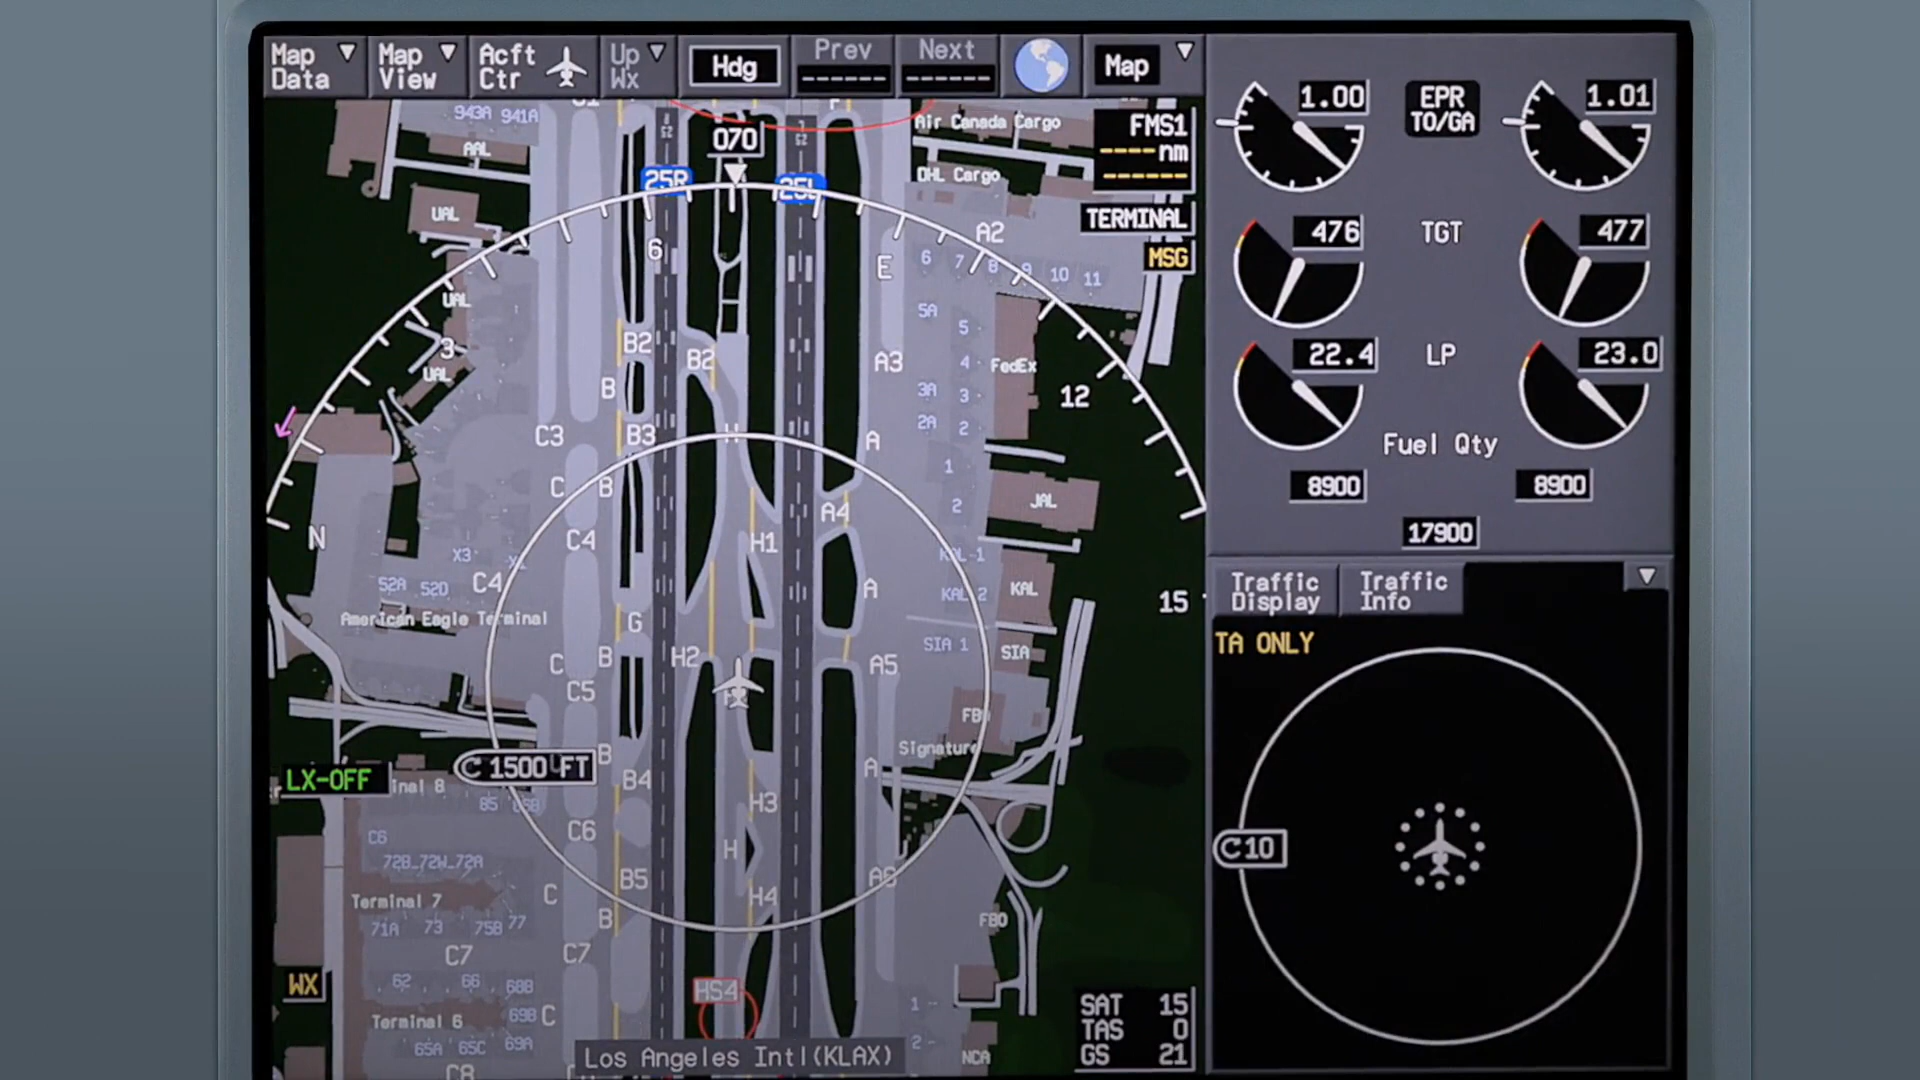 Map Data
Map View
Acft Ctr
Up Wx
Hdg
Prev
------
Next
------
Map
943A 941A
AAL
070
Air Canada Cargo
FMS1
----nm
------
25R
25L
DHL Cargo
UAL
TERMINAL
A2
MSG
6
E
6 7 8 9 10 11
UAL
5A
5
3
B2
B2
A3
4
FedEx
UAL
B
3A
3
12
2A
2
C3
B3
H
A
1
C
B
2
JAL
A4
N
C4
H1
X3
KAL 1
52A 52D
C4
A
KAL 2
KAL
15
American Eagle Terminal
G
SIA 1
SIA
C
B
H2
A5
C5
FBO
Signature
B
1500 FT
A
LX-OFF
B4
85
H3
C6
C6
72B 72W 72A
H
B5
A6
Terminal 7
C
H4
71A 73 75B 77
B
FBO
C7
C7
WX
62 66 68B
HS4
Terminal 6
69B
C
1
65A 65C 69A
2
NCA
C8
Los Angeles Intl(KLAX)
SAT 15
TAS 0
GS 21
1.00
EPR TO/GA
1.01
476
TGT
477
22.4
LP
23.0
Fuel Qty
8900
8900
17900
Traffic Display
Traffic Info
TA ONLY
10